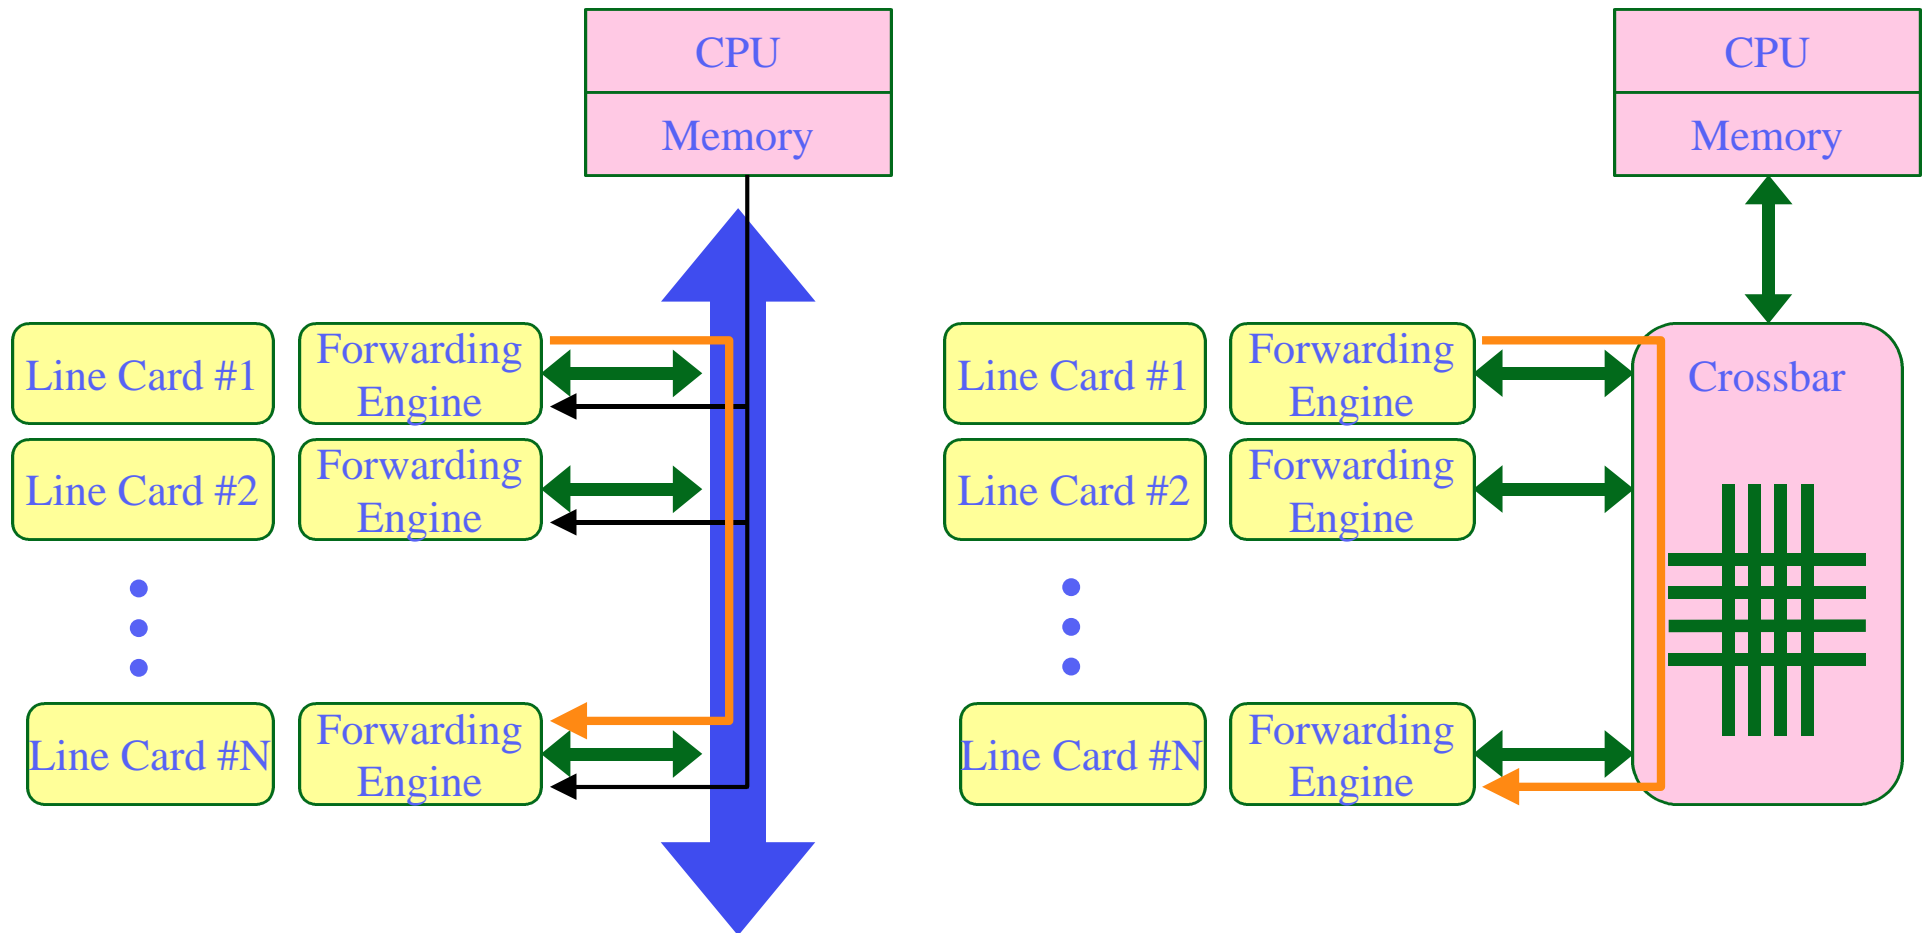 CPU
Memory
Line Card #1
Forwarding
Engine
Line Card #2
Forwarding
Engine
Line Card #N
Forwarding
Engine
CPU
Memory
Line Card #1
Forwarding
Engine
Crossbar
Line Card #2
Forwarding
Engine
Line Card #N
Forwarding
Engine